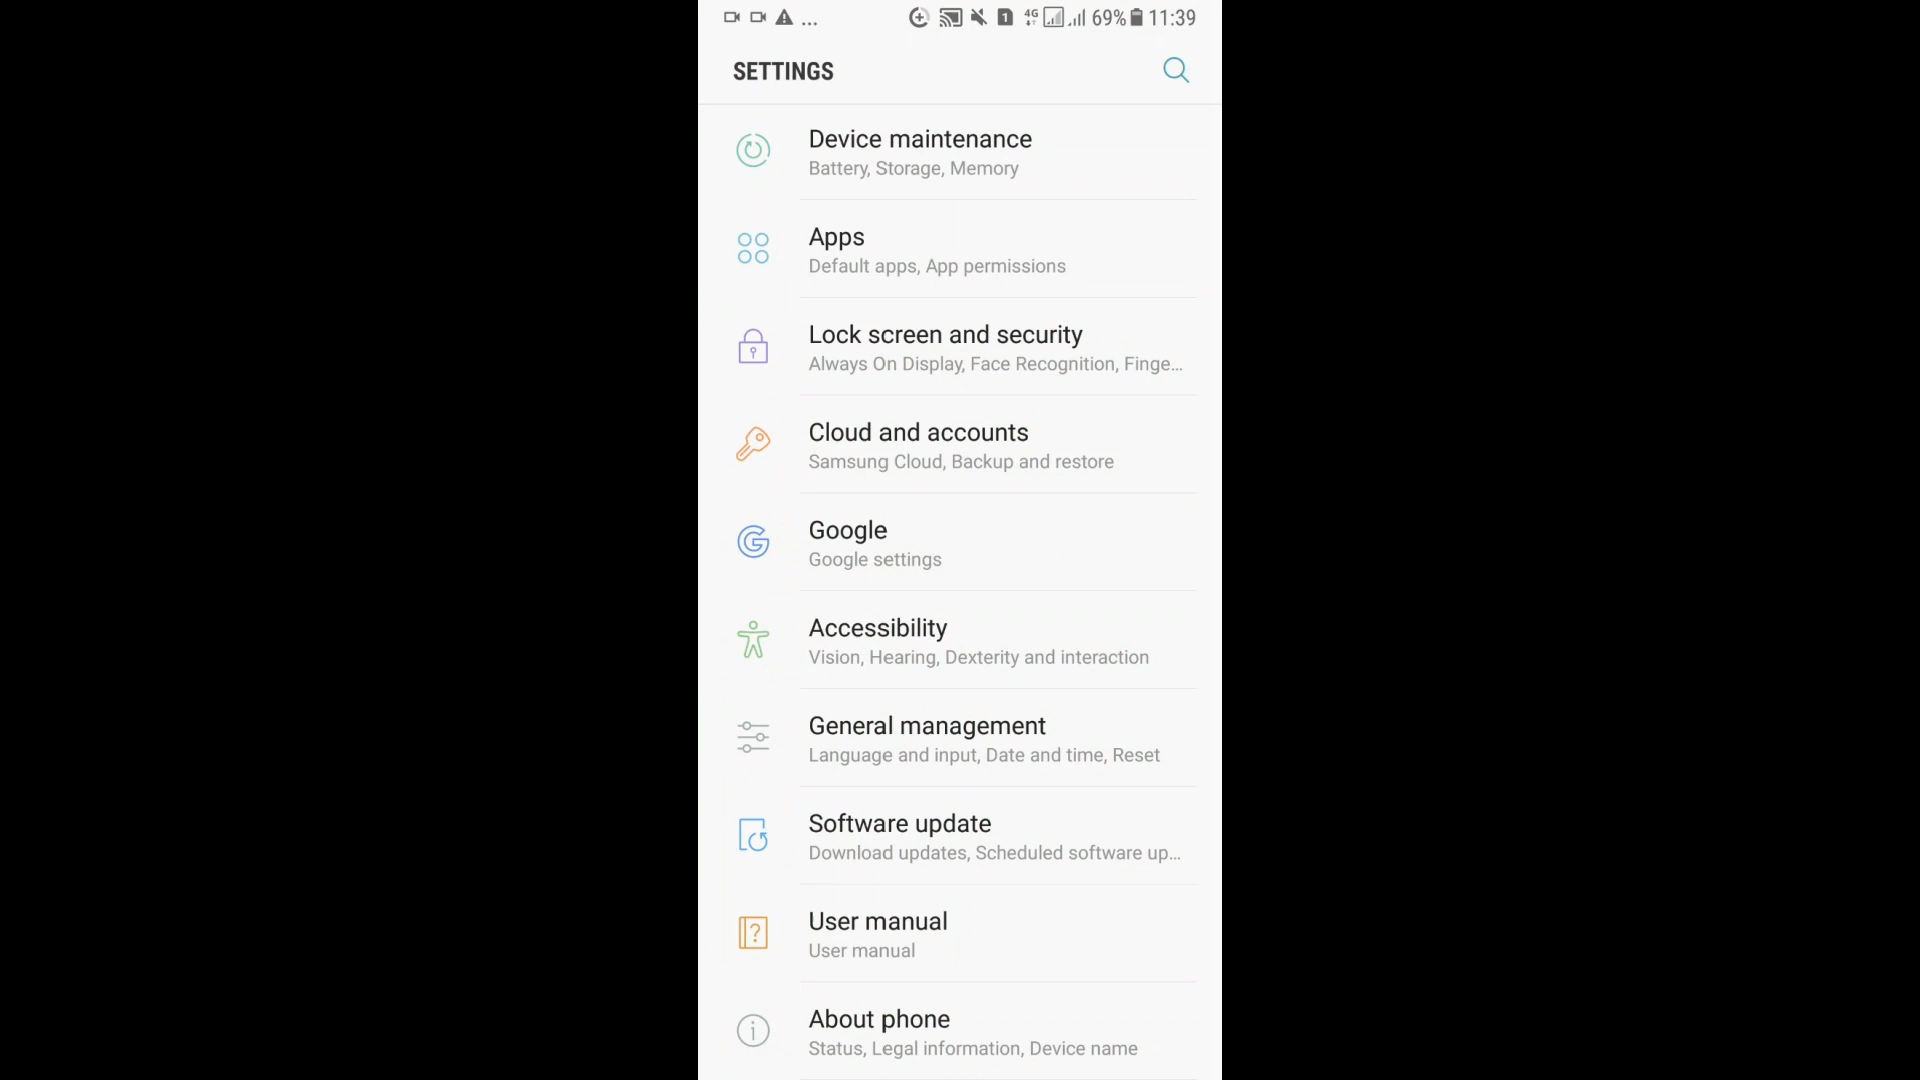 ... 1 4G 69% 11:39
SETTINGS
Device maintenance
Battery, Storage, Memory
Apps
Default apps, App permissions
Lock screen and security
Always On Display, Face Recognition, Finge...
Cloud and accounts
Samsung Cloud, Backup and restore
Google
Google settings
Accessibility
Vision, Hearing, Dexterity and interaction
General management
Language and input, Date and time, Reset
Software update
Download updates, Scheduled software up...
User manual
User manual
About phone
Status, Legal information, Device name